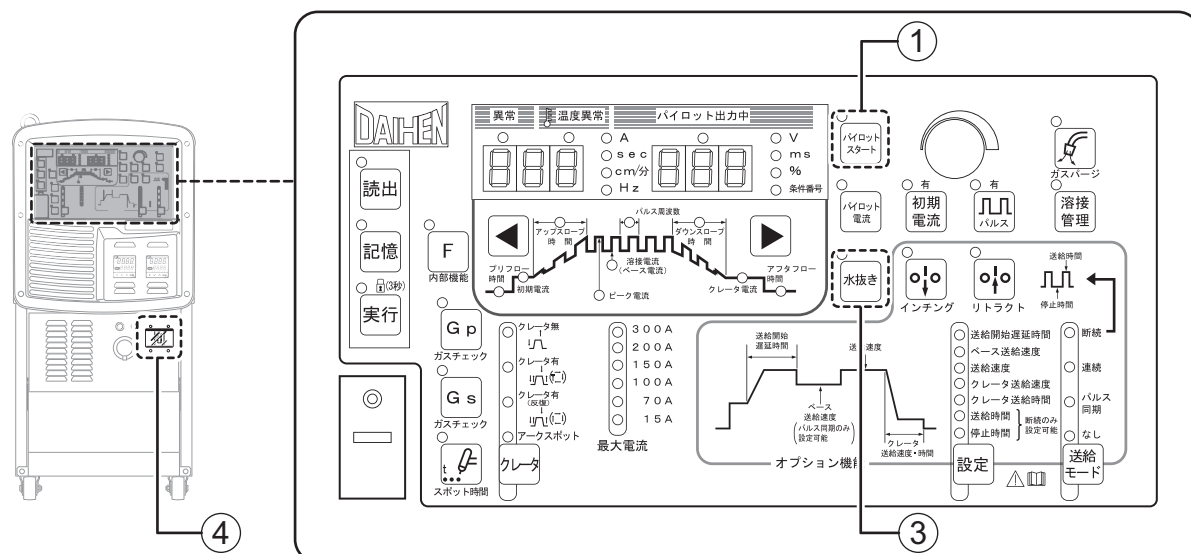 ①
DAIHEN
異常
温度異常
パイロット出力中
A
sec
cm/分
Hz
V
ms
%
条件番号
パイロット
スタート
ガスパージ
読出
記憶
(3秒)
実行
F
内部機能
アップスロープ
時 間
パルス周波数
ダウンスロープ
時 間
プリフロー
時間
初期電流
溶接電流
(ベース電流)
ピーク電流
クレータ電流
アフタフロー
時間
パイロット
電流
有
初期
電流
有
パルス
溶接
管理
水抜き
インチング
リトラクト
送給時間
停止時間
Gp
ガスチェック
Gs
ガスチェック
t
スポット時間
クレータ無
クレータ有
クレータ有
(反復)
アークスポット
クレータ
300A
200A
150A
100A
70A
15A
最大電流
送給開始
遅延時間
送 速度
ベース
送給速度
(パルス同期のみ
設定可能)
クレータ
送給速度・時間
オプション機
送給開始遅延時間
ベース送給速度
送給速度
クレータ送給速度
クレータ送給時間
送給時間
停止時間
断続のみ
設定可能
設定
断続
連続
パルス
同期
なし
送給
モード
④
③